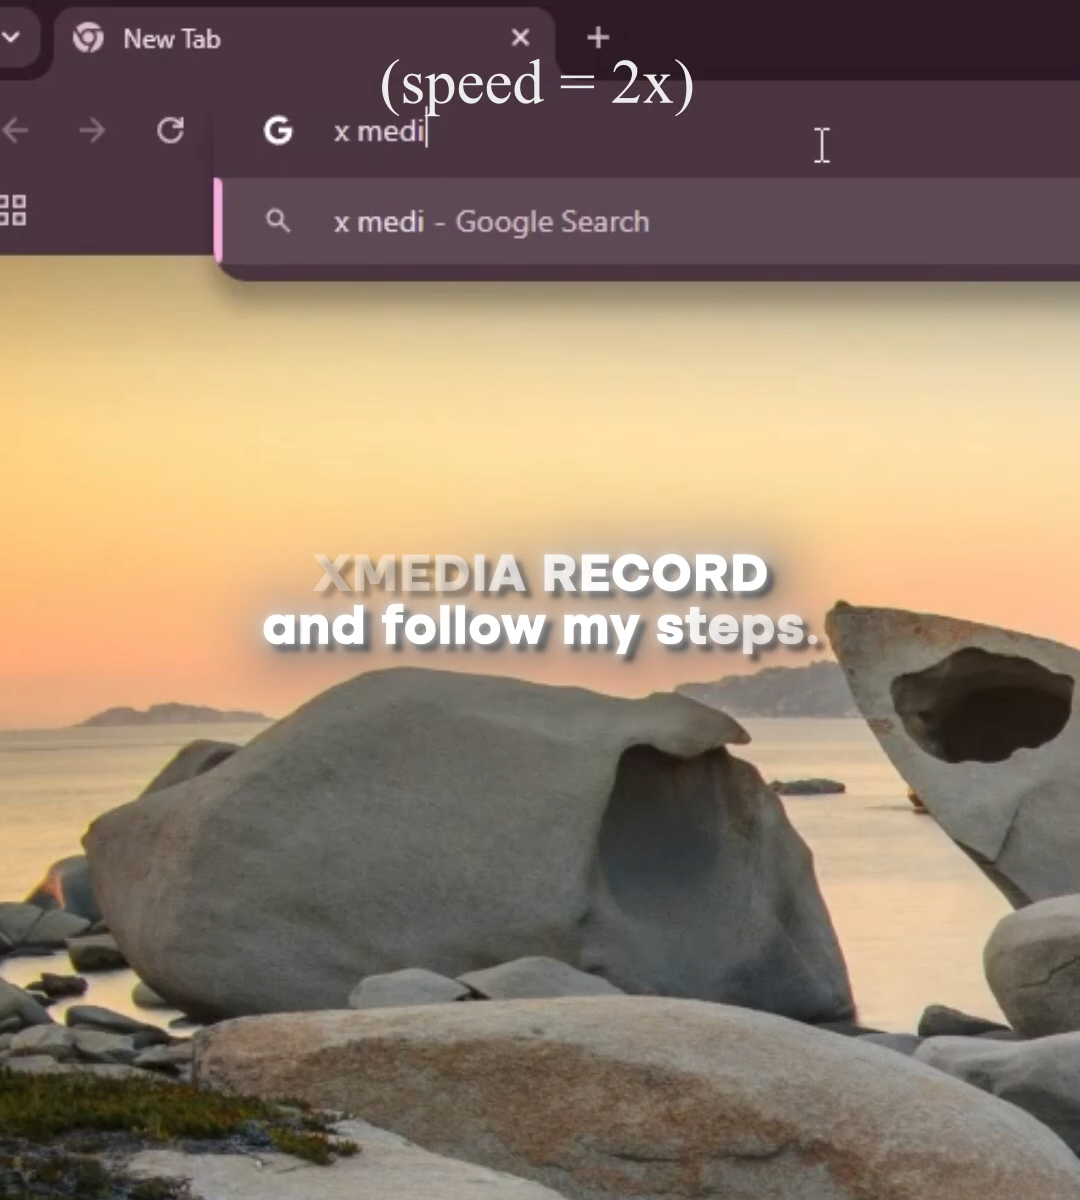 New Tab
(speed = 2x)
x medi
x medi - Google Search
XMEDIA RECORD
and follow my steps.